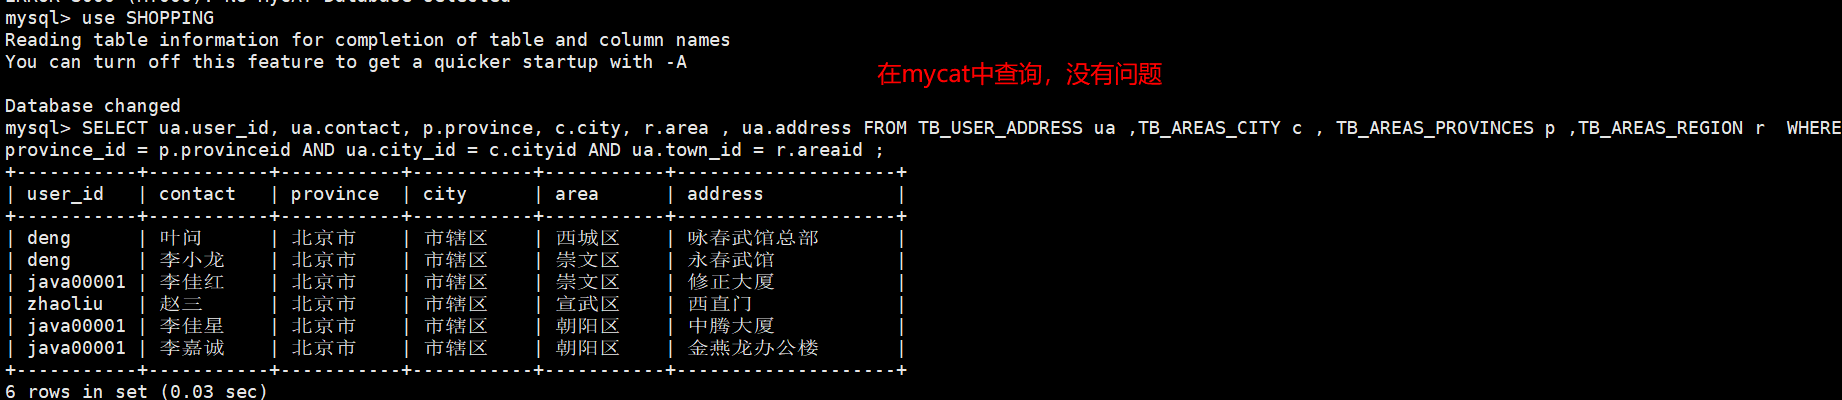 ERROR 3000 (HY000): No MyCAT Database selected
mysql> use SHOPPING
Reading table information for completion of table and column names
You can turn off this feature to get a quicker startup with -A
在mycat中查询，没有问题
Database changed
mysql> SELECT ua.user_id, ua.contact, p.province, c.city, r.area , ua.address FROM TB_USER_ADDRESS ua ,TB_AREAS_CITY c , TB_AREAS_PROVINCES p ,TB_AREAS_REGION r  WHERE
province_id = p.provinceid AND ua.city_id = c.cityid AND ua.town_id = r.areaid ;
+-----------+-----------+-----------+-----------+-----------+--------------------+
| user_id   | contact   | province  | city      | area      | address            |
+-----------+-----------+-----------+-----------+-----------+--------------------+
| deng      | 叶问      | 北京市    | 市辖区    | 西城区    | 咏春武馆总部       |
| deng      | 李小龙    | 北京市    | 市辖区    | 崇文区    | 永春武馆           |
| java00001 | 李佳红    | 北京市    | 市辖区    | 崇文区    | 修正大厦           |
| zhaoliu   | 赵三      | 北京市    | 市辖区    | 宣武区    | 西直门             |
| java00001 | 李佳星    | 北京市    | 市辖区    | 朝阳区    | 中腾大厦           |
| java00001 | 李嘉诚    | 北京市    | 市辖区    | 朝阳区    | 金燕龙办公楼       |
+-----------+-----------+-----------+-----------+-----------+--------------------+
6 rows in set (0.03 sec)